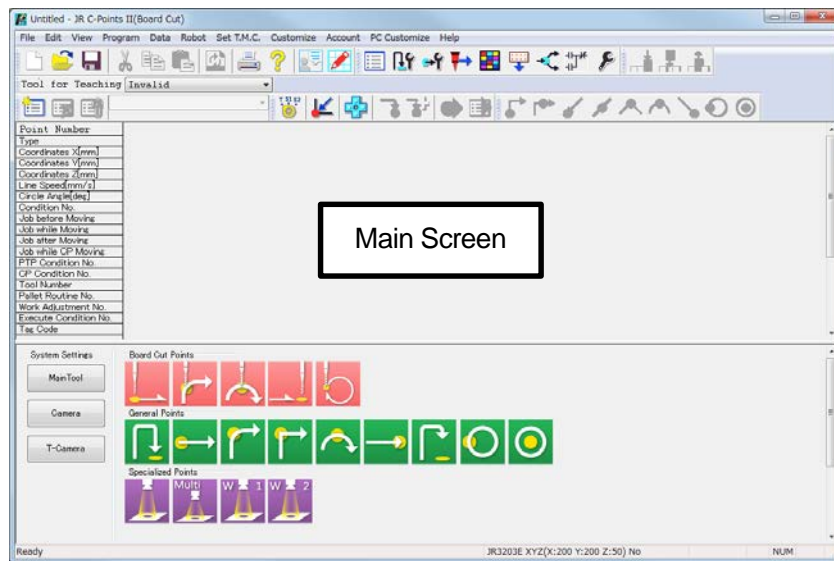 Untitled - JR C-Points II(Board Cut)
File Edit View Program Data Robot Set T.M.C. Customize Account PC Customize Help
Tool for Teaching Invalid
Point Number
Type
Coordinates X[mm]
Coordinates Y[mm]
Coordinates Z[mm]
Line Speed[mm/s]
Circle Angle[deg]
Condition No.
Job before Moving
Job while Moving
Job after Moving
Job while CP Moving
PTP Condition No.
CP Condition No.
Tool Number
Pallet Routine No.
Work Adjustment No.
Execute Condition No.
Tag Code
Main Screen
System Settings
Main Tool
Camera
T-Camera
Board Cut Points
General Points
Specialized Points
Multi W 1 W 2
Ready JR3203E XYZ(X:200 Y:200 Z:50) No NUM